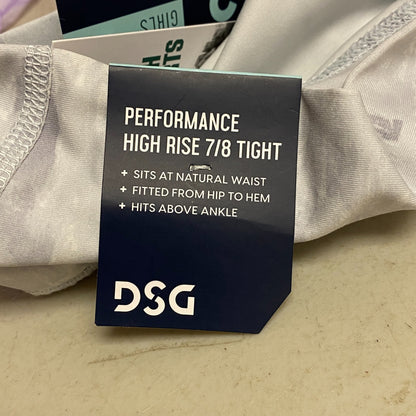 GIRLS
PERFORMANCE
HIGH RISE 7/8 TIGHT
+ SITS AT NATURAL WAIST
+ FITTED FROM HIP TO HEM
+ HITS ABOVE ANKLE
DSG